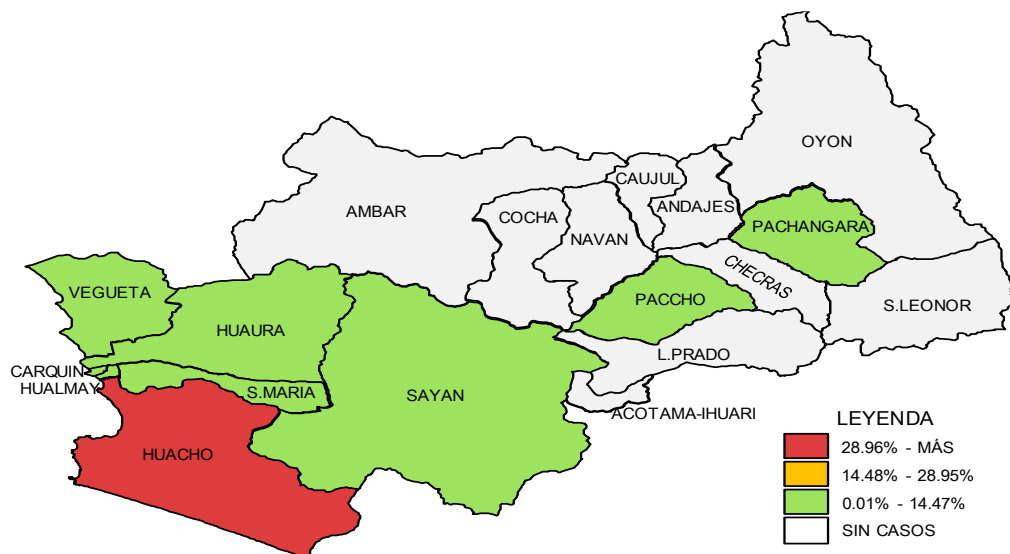 OYON
CAUJUL
ANDAJES
AMBAR
COCHA
NAVAN
PACHANGARA
CHECRAS
VEGUETA
PACCHO
S.LEONOR
HUAURA
L.PRADO
CARQUIN
HUALMAY
S.MARIA
SAYAN
ACOTAMA-IHUARI
HUACHO
LEYENDA
28.96% - MÁS
14.48% - 28.95%
0.01% - 14.47%
SIN CASOS